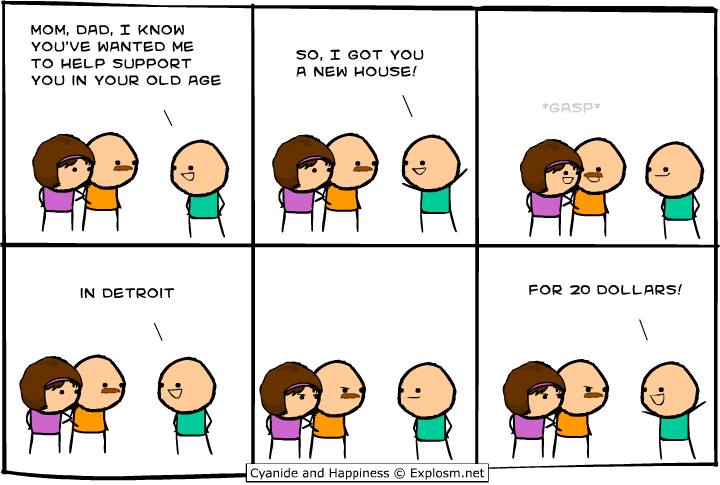 MOM, DAD, I KNOW
YOU'VE WANTED ME
TO HELP SUPPORT
YOU IN YOUR OLD AGE
SO, I GOT YOU
A NEW HOUSE!
*GASP*
IN DETROIT
FOR 20 DOLLARS!
Cyanide and Happiness © Explosm.net